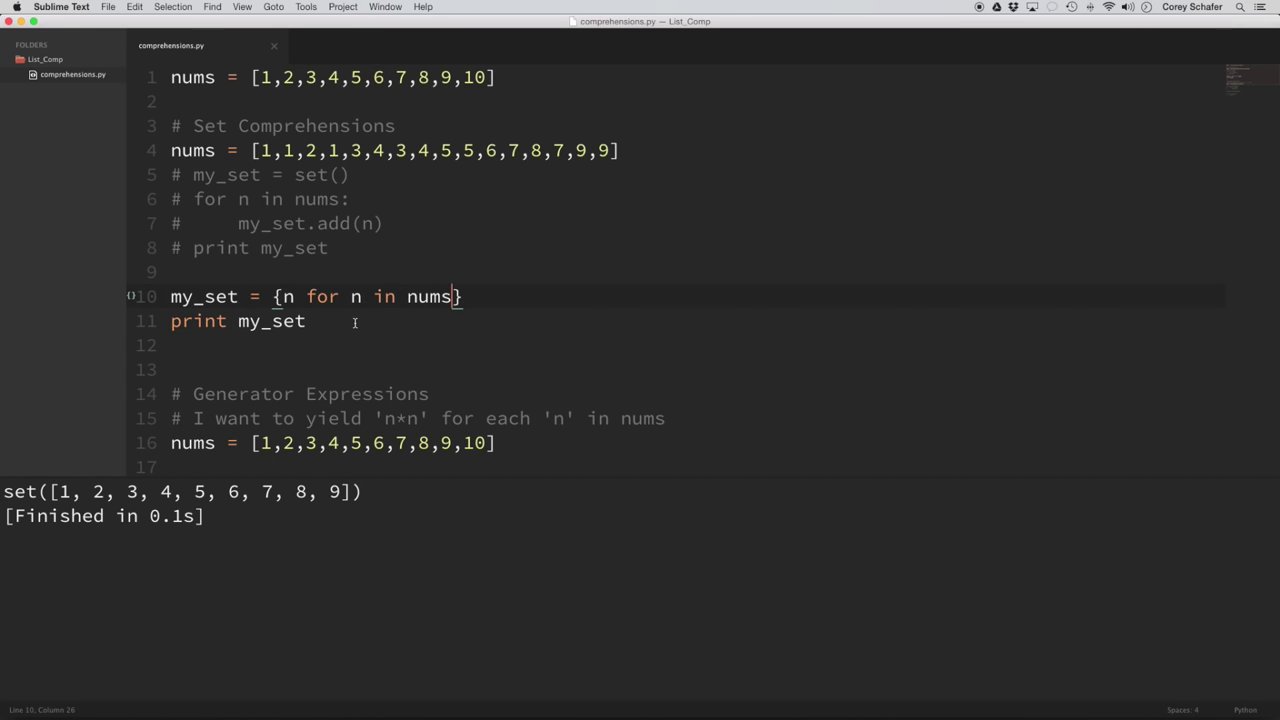 Sublime Text File Edit Selection Find View Goto Tools Project Window Help Corey Schafer
comprehensions.py — List_Comp
FOLDERS
List_Comp
comprehensions.py
comprehensions.py
1 nums = [1,2,3,4,5,6,7,8,9,10]
2
3 # Set Comprehensions
4 nums = [1,1,2,1,3,4,3,4,5,5,6,7,8,7,9,9]
5 # my_set = set()
6 # for n in nums:
7 #     my_set.add(n)
8 # print my_set
9
{} 10 my_set = {n for n in nums}
11 print my_set
12
13
14 # Generator Expressions
15 # I want to yield 'n*n' for each 'n' in nums
16 nums = [1,2,3,4,5,6,7,8,9,10]
17
set([1, 2, 3, 4, 5, 6, 7, 8, 9])
[Finished in 0.1s]
Line 10, Column 26 Spaces: 4 Python